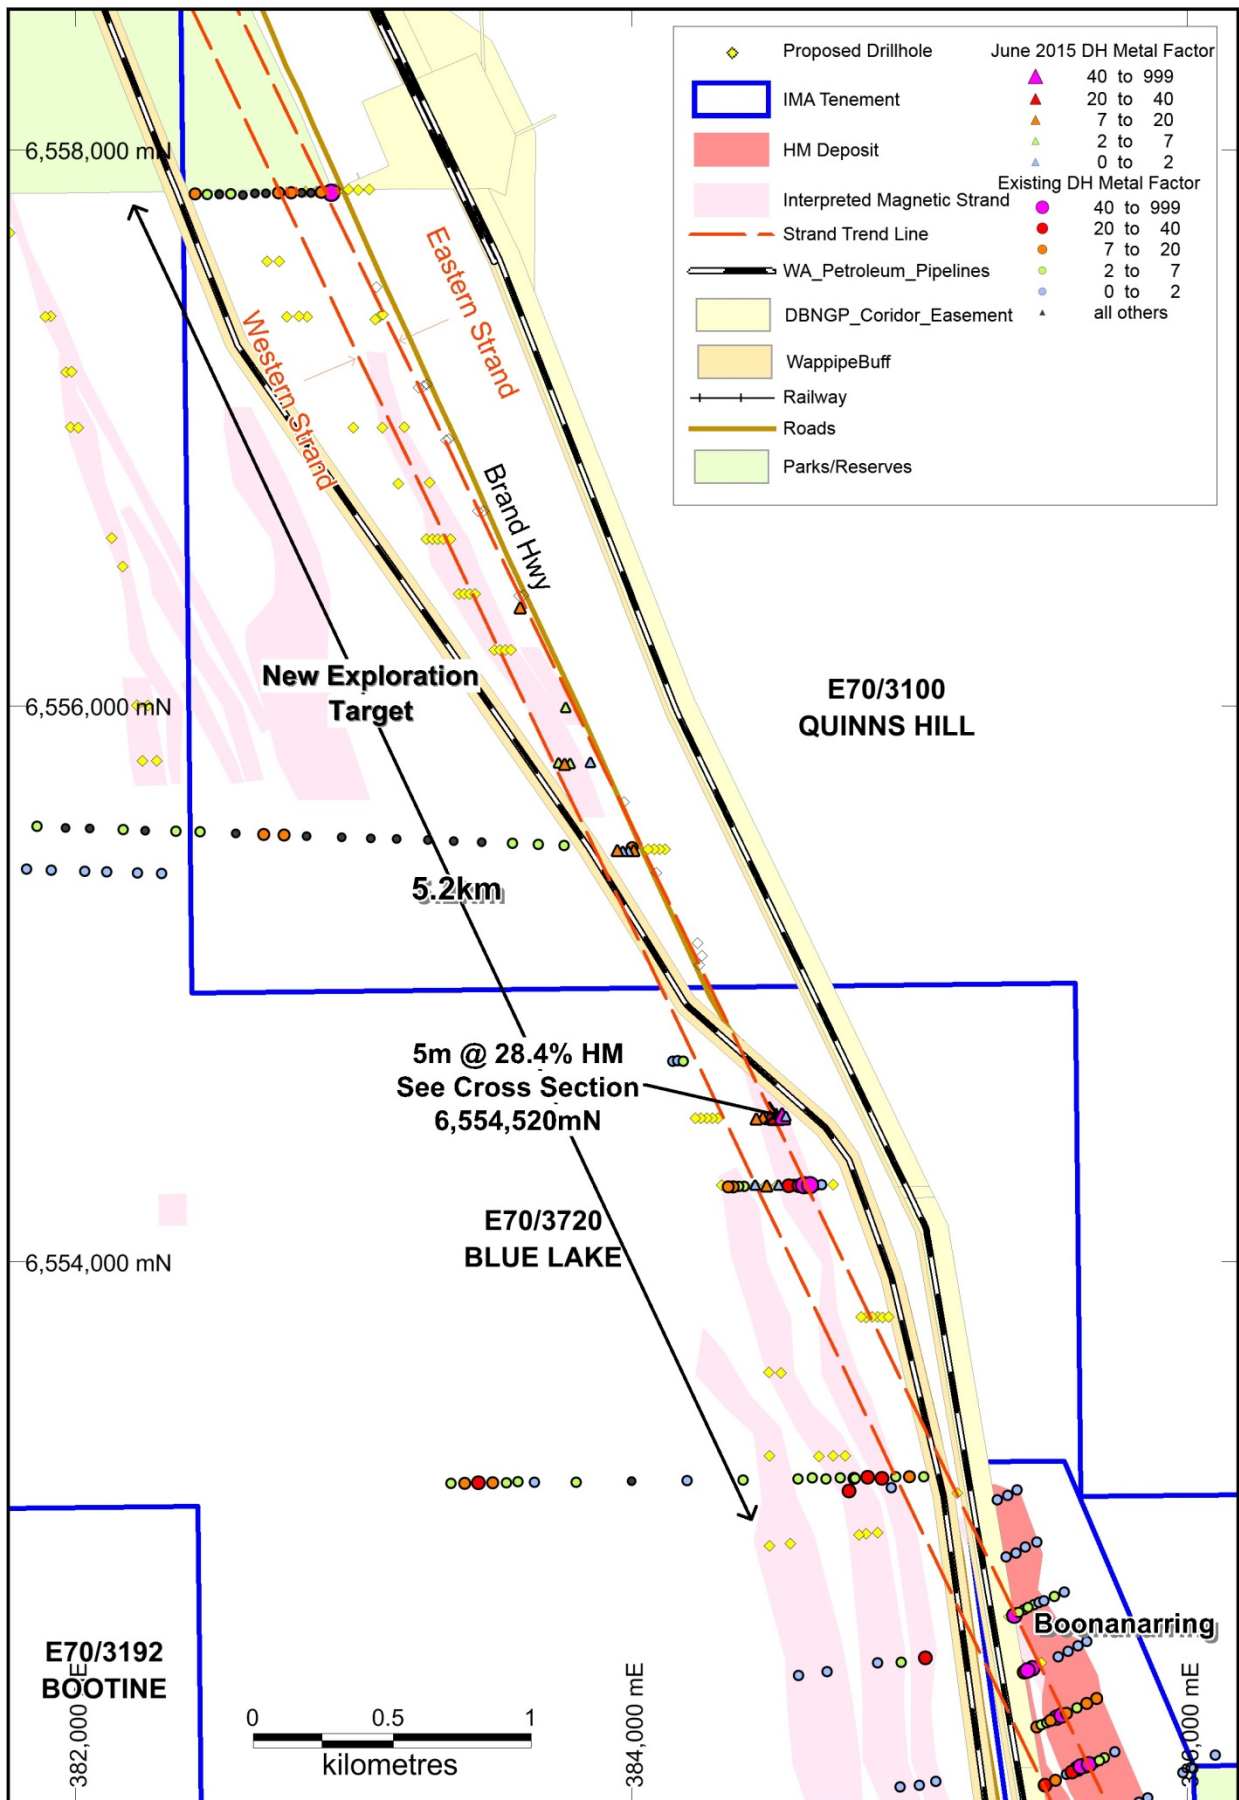 Proposed Drillhole
IMA Tenement
HM Deposit
Interpreted Magnetic Strand
Strand Trend Line
WA_Petroleum_Pipelines
DBNGP_Coridor_Easement
WappipeBuff
Railway
Roads
Parks/Reserves
June 2015 DH Metal Factor
40 to 999
20 to 40
7 to 20
2 to 7
0 to 2
Existing DH Metal Factor
40 to 999
20 to 40
7 to 20
2 to 7
0 to 2
all others
6,558,000 mN
Eastern Strand
Western Strand
Brand Hwy
New Exploration
Target
6,556,000 mN
E70/3100
QUINNS HILL
5.2km
5m @ 28.4% HM
See Cross Section
6,554,520mN
E70/3720
BLUE LAKE
6,554,000 mN
Boonanarring
E70/3192
BOOTINE
0 0.5 1
kilometres
382,000 mE
384,000 mE
386,000 mE